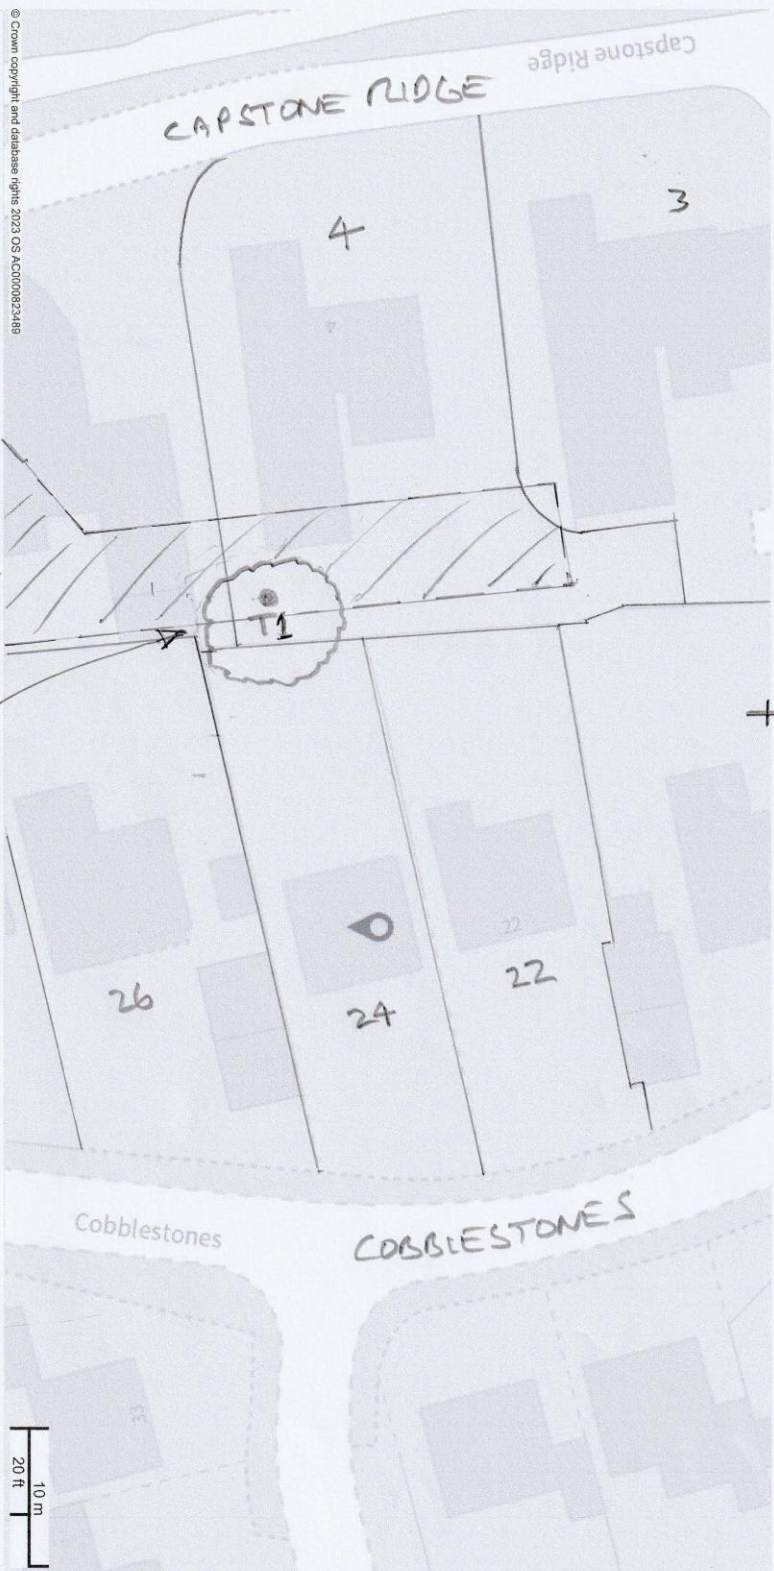 © Crown copyright and database rights 2023 OS AC0000823489
Capstone Ridge
CAPSTONE RIDGE
3
4
4
T1
22
22
24
26
Cobblestones
COBBLESTONES
33
10 m
20 ft